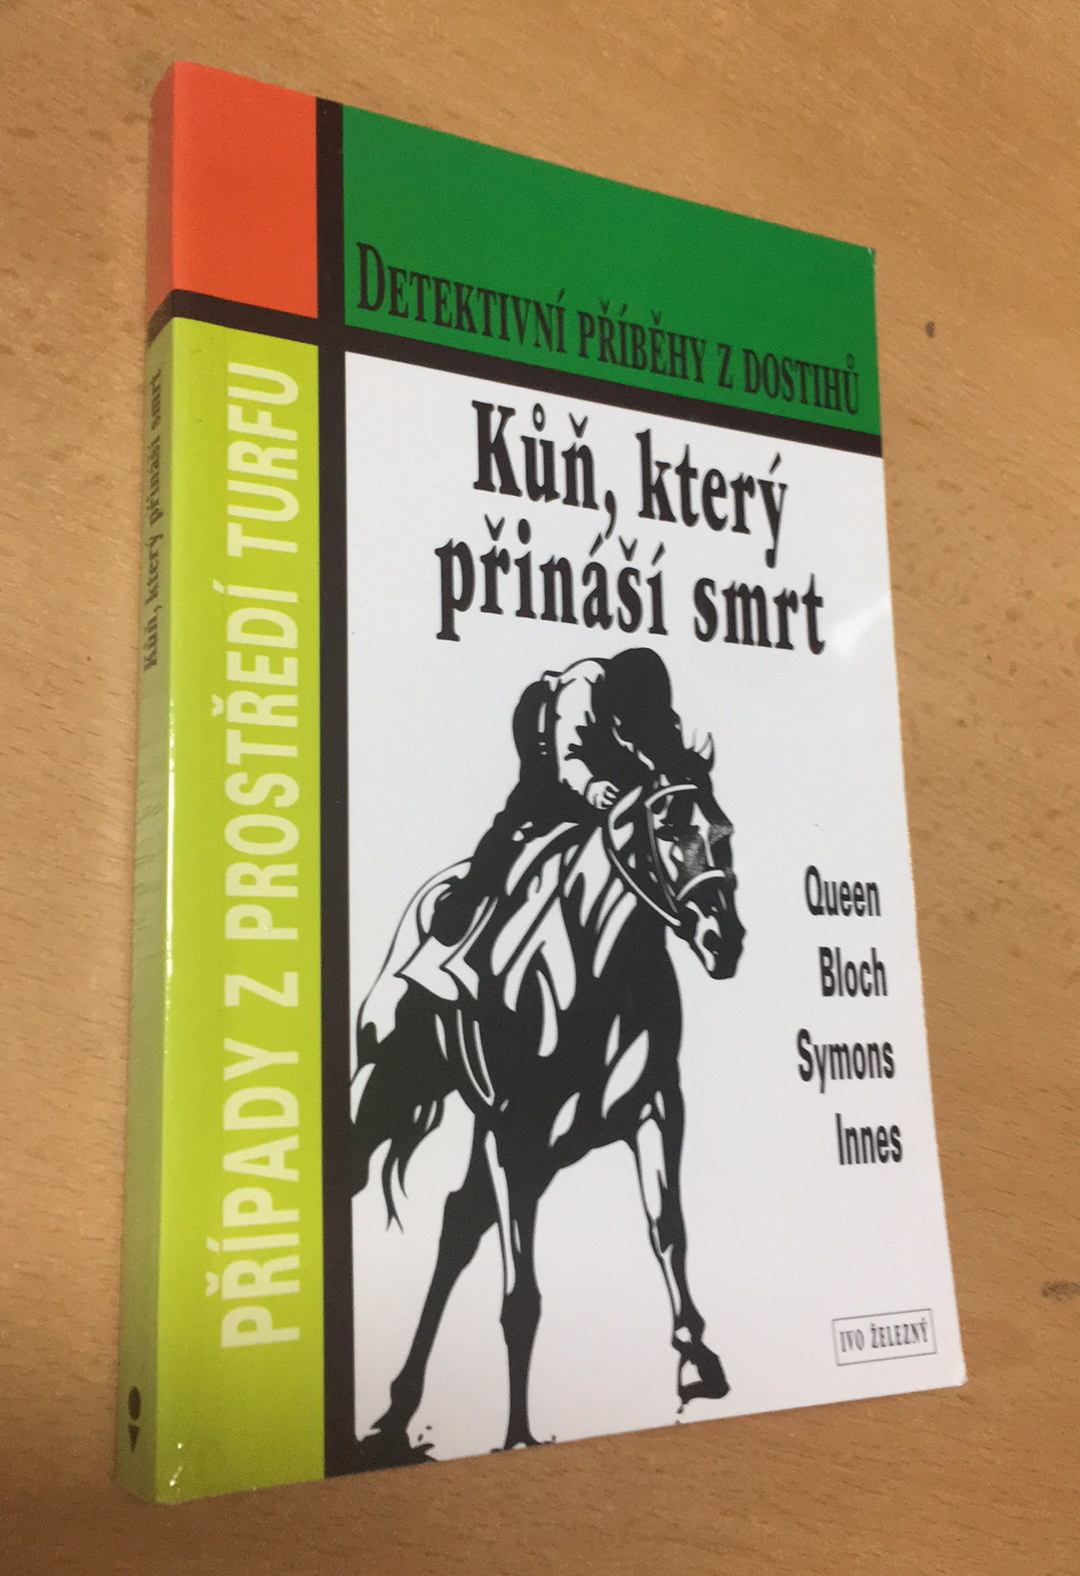 Detektivní příběhy z dostihů
Kůň, který
přináší smrt
Queen
Bloch
Symons
Innes
IVO ŽELEZNÝ
PŘÍPADY Z PROSTŘEDÍ TURFU
Kůň, který přináší smrt